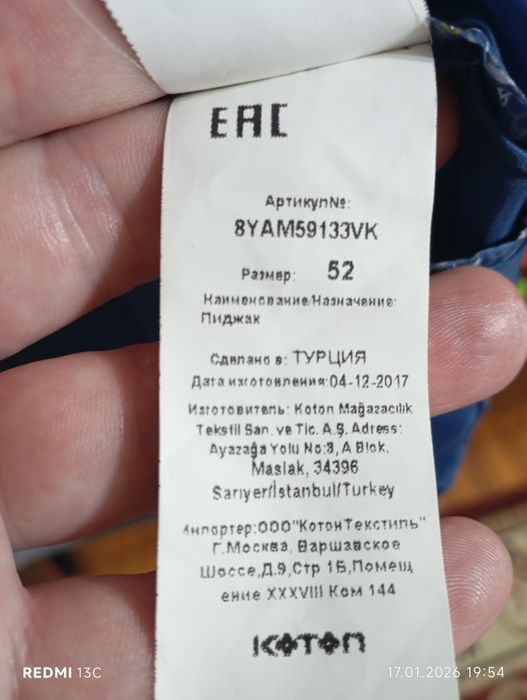 EAC
Артикул№:
8YAM59133VK
Размер: 52
Наименование/Назначение:
Пиджак
Сделано в: ТУРЦИЯ
Дата изготовления:04-12-2017
Изготовитель: Koton Mağazacılık
Tekstil San. ve Tic. A.Ş. Adress:
Ayazağa Yolu No:3, A Blok,
Maslak, 34396
Sarıyer/İstanbul/Turkey
Импортер:ООО"КотонТекстиль"
Г.Москва, Варшавское
Шоссе,Д.9,Стр 1Б,Помещ
ение XXXVIII Ком 144
KOTON
REDMI 13C
17.01.2026 19:54